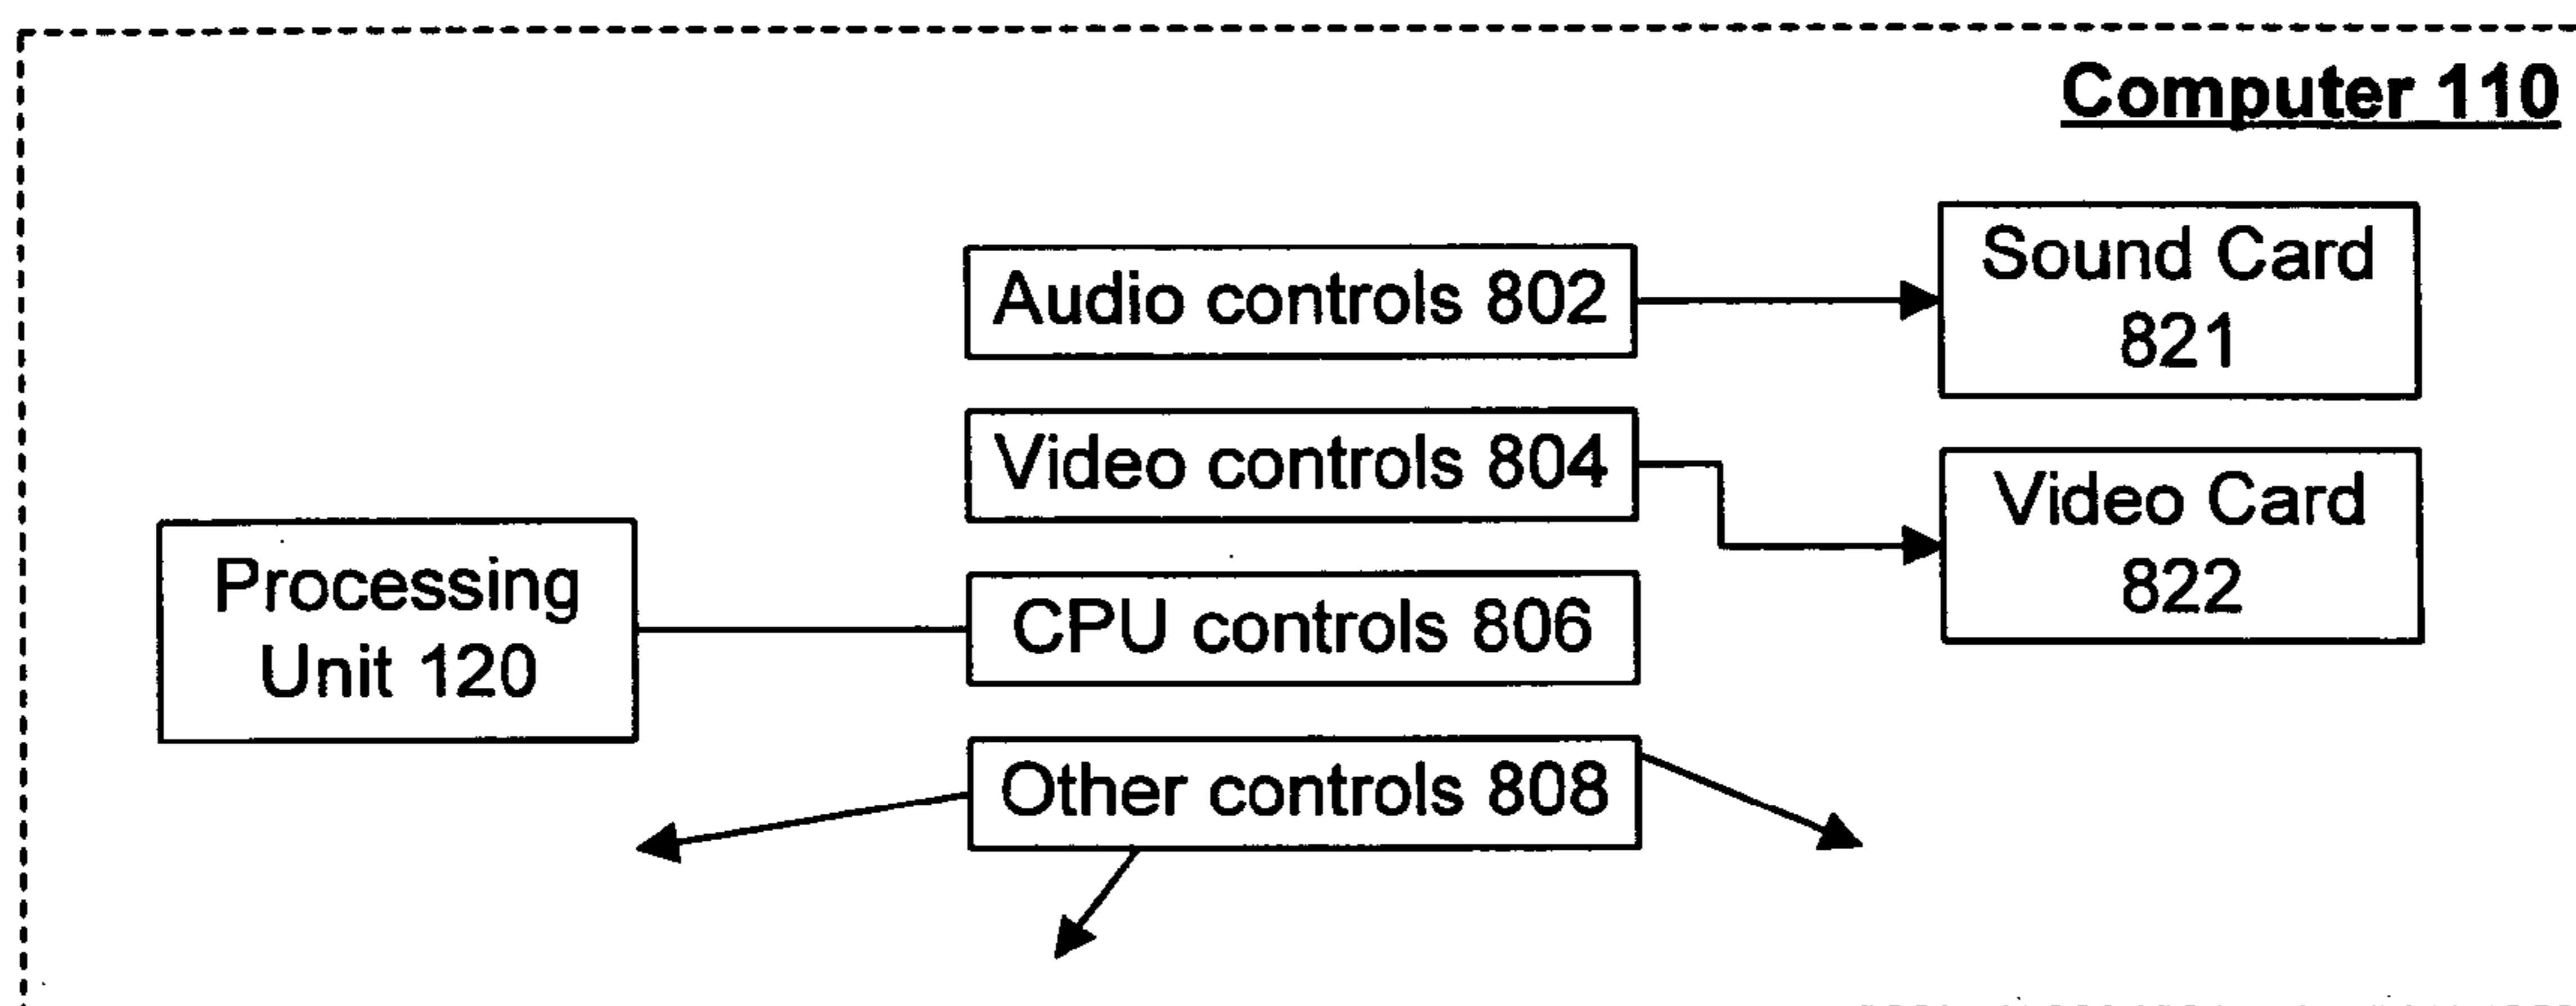 Computer 110
Audio controls 802
Sound Card
821
Video controls 804
Video Card
822
Processing
Unit 120
CPU controls 806
Other controls 808